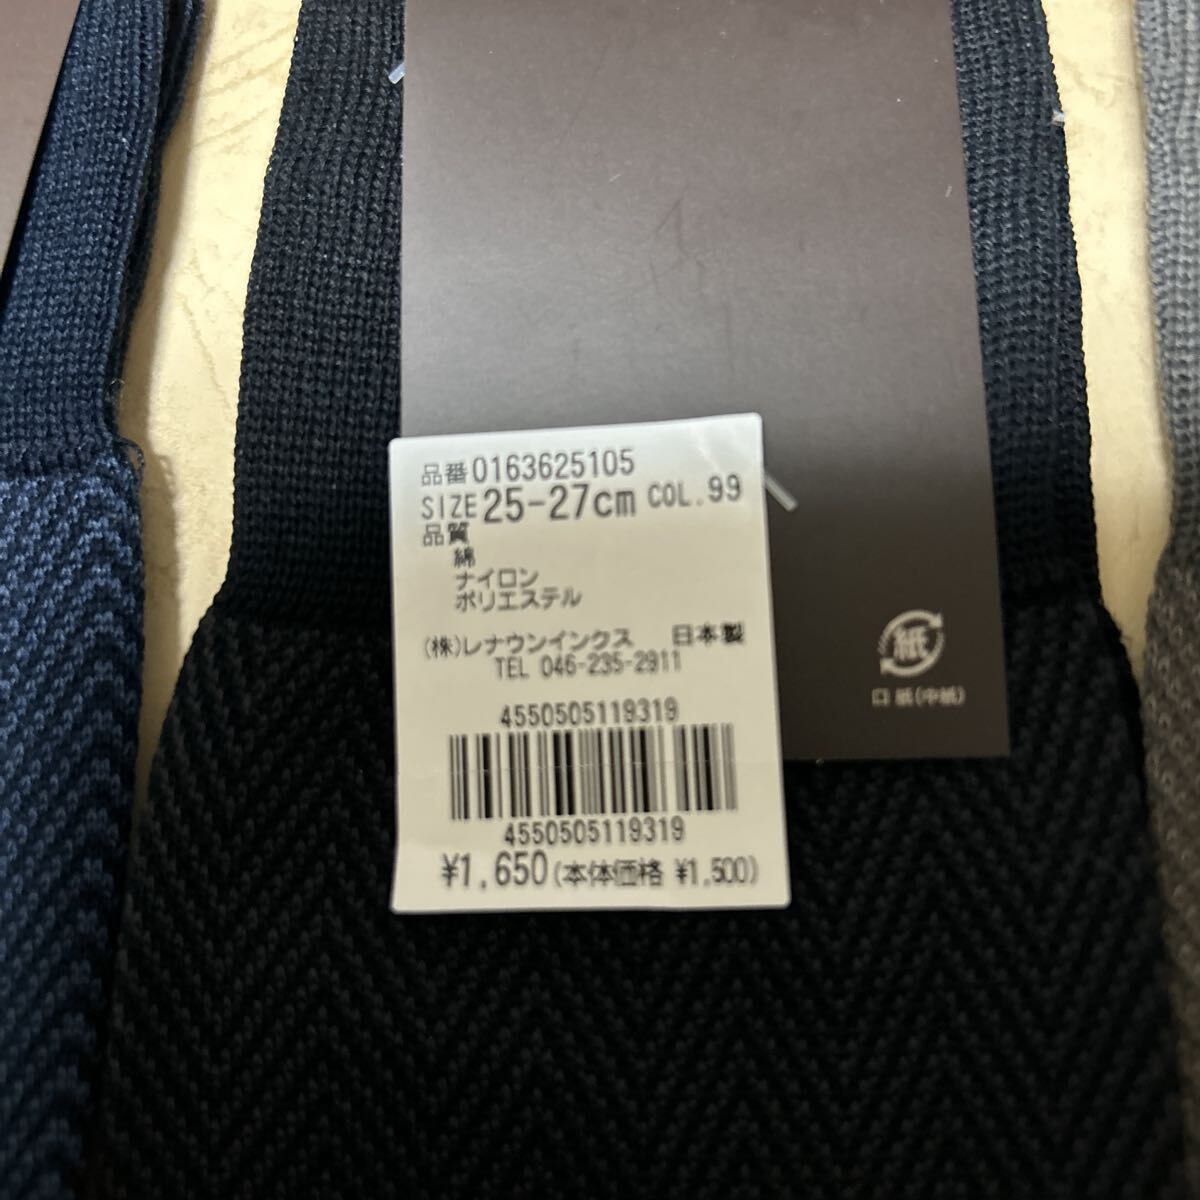 品番0163625105
SIZE 25-27cm COL.99
品質
綿
ナイロン
ポリエステル
(株)レナウンインクス 日本製
TEL 046-235-2911
4550505119319
4550505119319
¥1,650(本体価格 ¥1,500)
紙
口 紙(中紙)